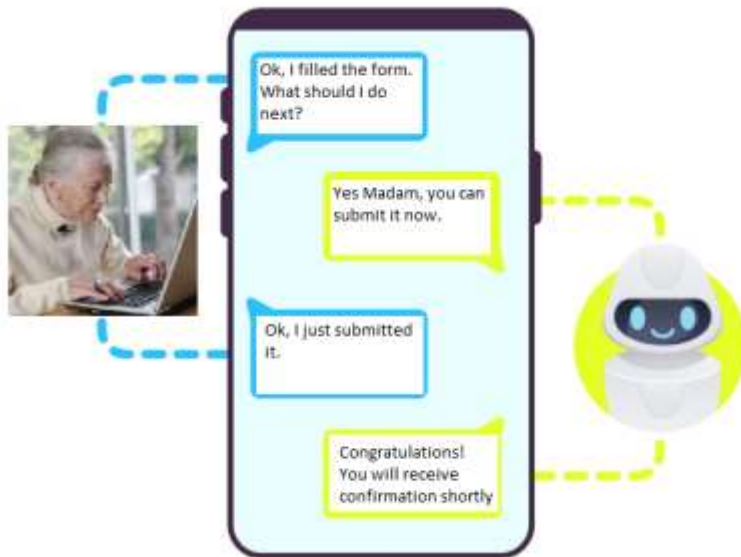 Ok, I filled the form.
What should I do
next?
Yes Madam, you can
submit it now.
Ok, I just submitted
it.
Congratulations!
You will receive
confirmation shortly